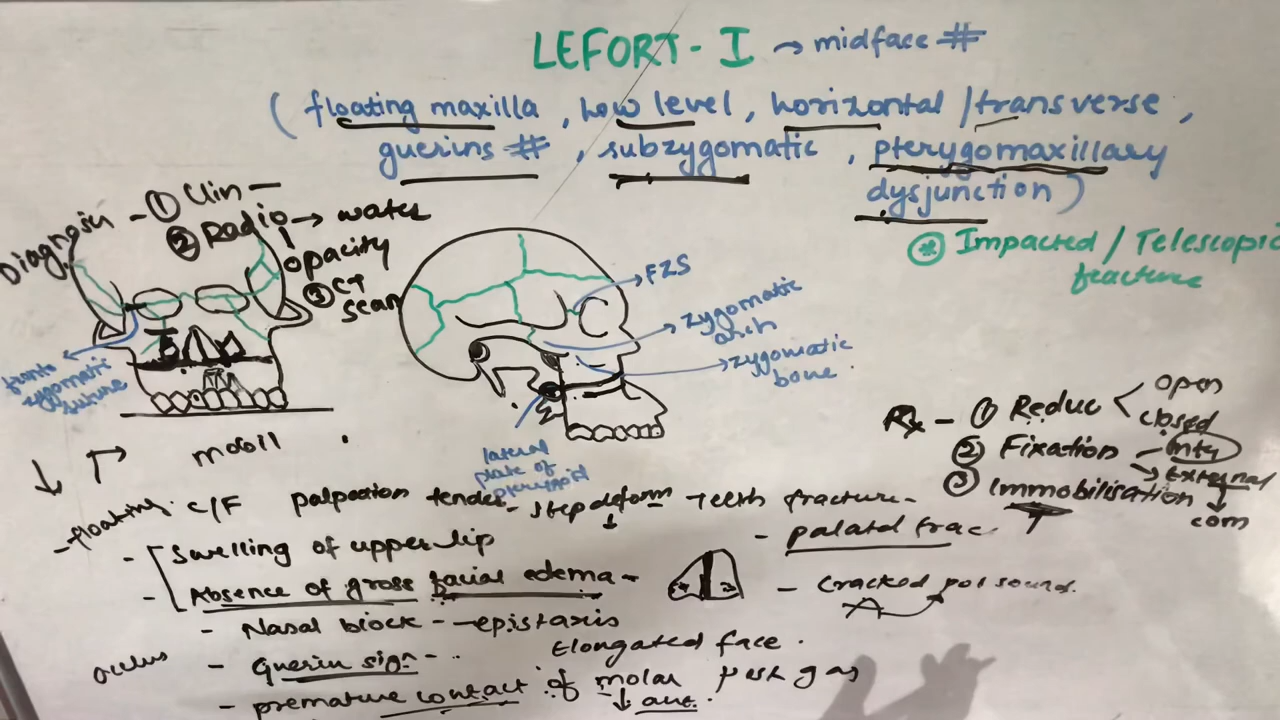 LEFORT - I → midface #
( floating maxilla , low level , horizontal / transverse ,
guerins # , subzygomatic , pterygomaxillary
dysjunction )
* Impacted / Telescopic
fracture
Diagnosis - ① Clin -
② Radio → water
opacity
③ CT
scan
fronto
zygomatic
suture
FZS
zygomatic
arch
zygomatic
bone
lateral
plate of
pterygoid
Rx - ① Reduc < open
closed
② Fixation - Int
→ External
③ Immobilisation
com
mobil
- floating . C/F palpation tender - step deform - Teeth fracture -
- Swelling of upper lip
- palatal frac
- Absence of gross facial edema -
- Cracked pot sound.
- Nasal block - - epistaxis
Elongated face .
- Guerin sign - .
- premature contact of molar
↓ ant.